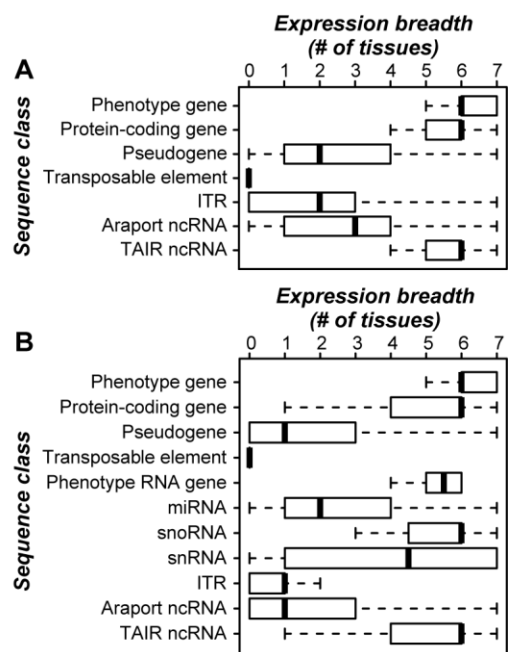 Expression breadth
(# of tissues)
A
0 1 2 3 4 5 6 7
Sequence class
Phenotype gene
Protein-coding gene
Pseudogene
Transposable element
ITR
Araport ncRNA
TAIR ncRNA
Expression breadth
(# of tissues)
B
0 1 2 3 4 5 6 7
Sequence class
Phenotype gene
Protein-coding gene
Pseudogene
Transposable element
Phenotype RNA gene
miRNA
snoRNA
snRNA
ITR
Araport ncRNA
TAIR ncRNA